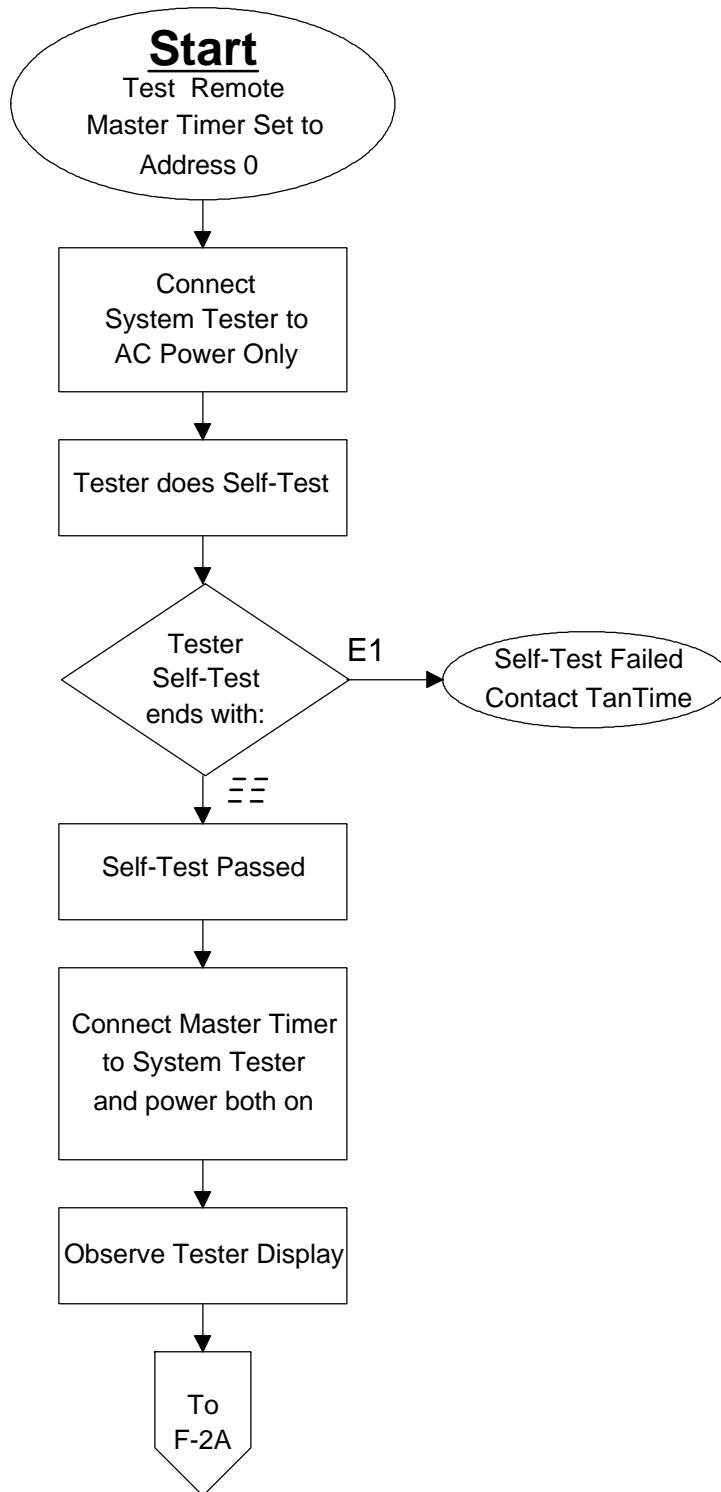 Start
Test Remote
Master Timer Set to
Address 0
Connect
System Tester to
AC Power Only
Tester does Self-Test
Tester
Self-Test
ends with:
E1
Self-Test Failed
Contact TanTime
Self-Test Passed
Connect Master Timer
to System Tester
and power both on
Observe Tester Display
To
F-2A